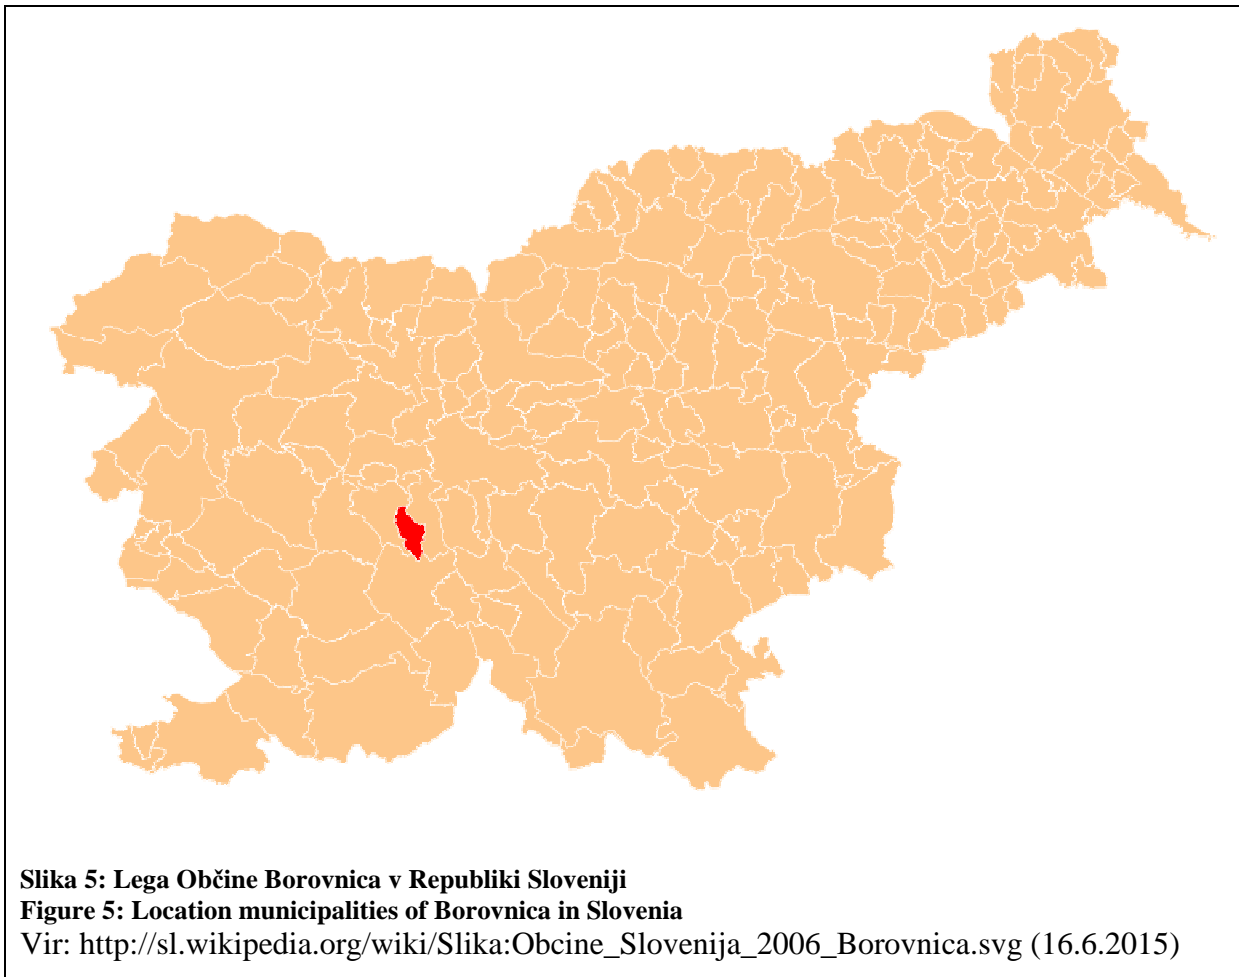 Slika 5: Lega Občine Borovnica v Republiki Sloveniji
Figure 5: Location municipalities of Borovnica in Slovenia
Vir: http://sl.wikipedia.org/wiki/Slika:Obcine_Slovenija_2006_Borovnica.svg (16.6.2015)